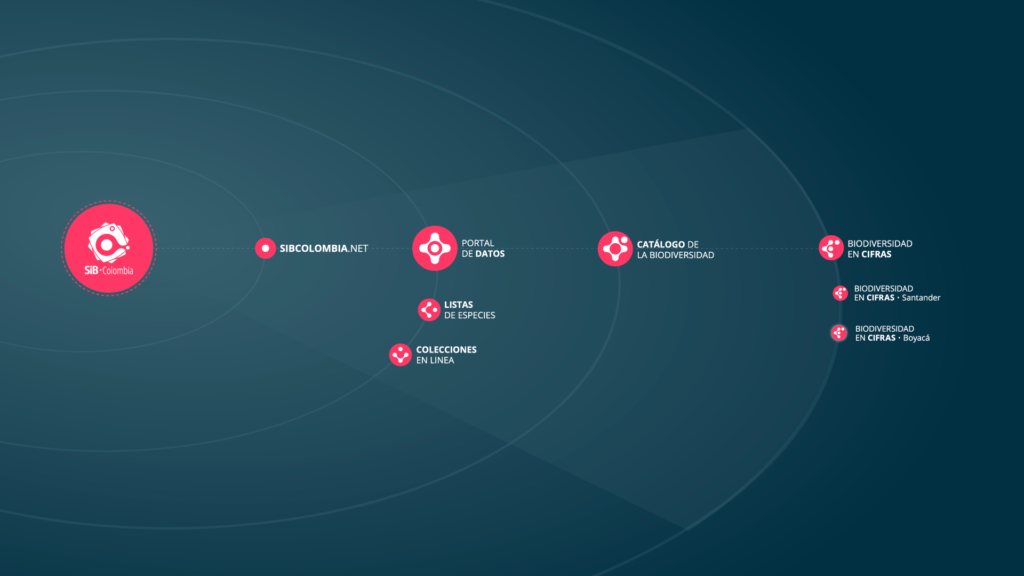 SiB • Colombia
SIBCOLOMBIA.NET
PORTAL
DE DATOS
LISTAS
DE ESPECIES
COLECCIONES
EN LINEA
CATÁLOGO DE
LA BIODIVERSIDAD
BIODIVERSIDAD
EN CIFRAS
BIODIVERSIDAD
EN CIFRAS • Santander
BIODIVERSIDAD
EN CIFRAS • Boyacá